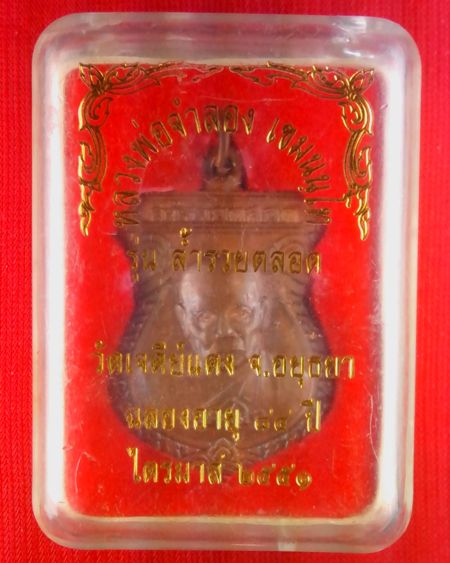 หลวงพ่อจำลอง เขมนนฺโท
รุ่น ล้ำรวยตลอด
วัดเจดีย์แดง จ.อยุธยา
ฉลองอายุ ๘๔ ปี
ไตรมาส ๒๕๕๑